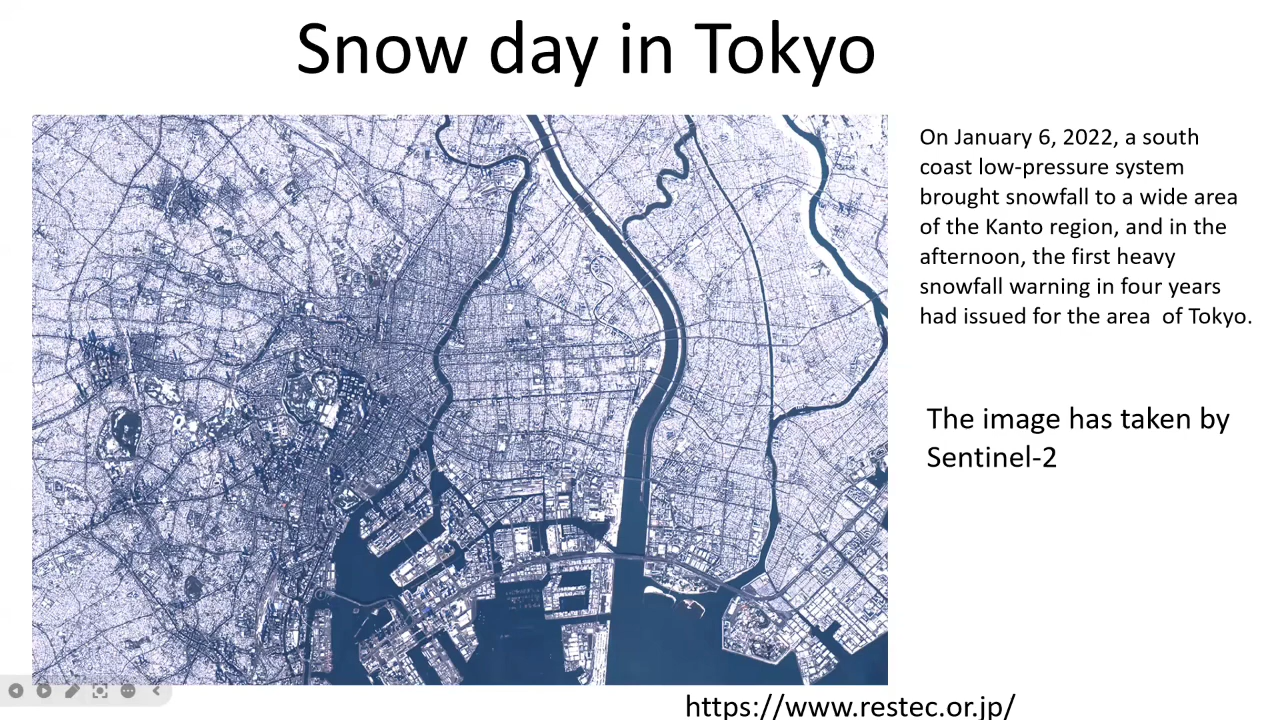 Snow day in Tokyo
On January 6, 2022, a south
coast low-pressure system
brought snowfall to a wide area
of the Kanto region, and in the
afternoon, the first heavy
snowfall warning in four years
had issued for the area  of Tokyo.
The image has taken by
Sentinel-2
https://www.restec.or.jp/